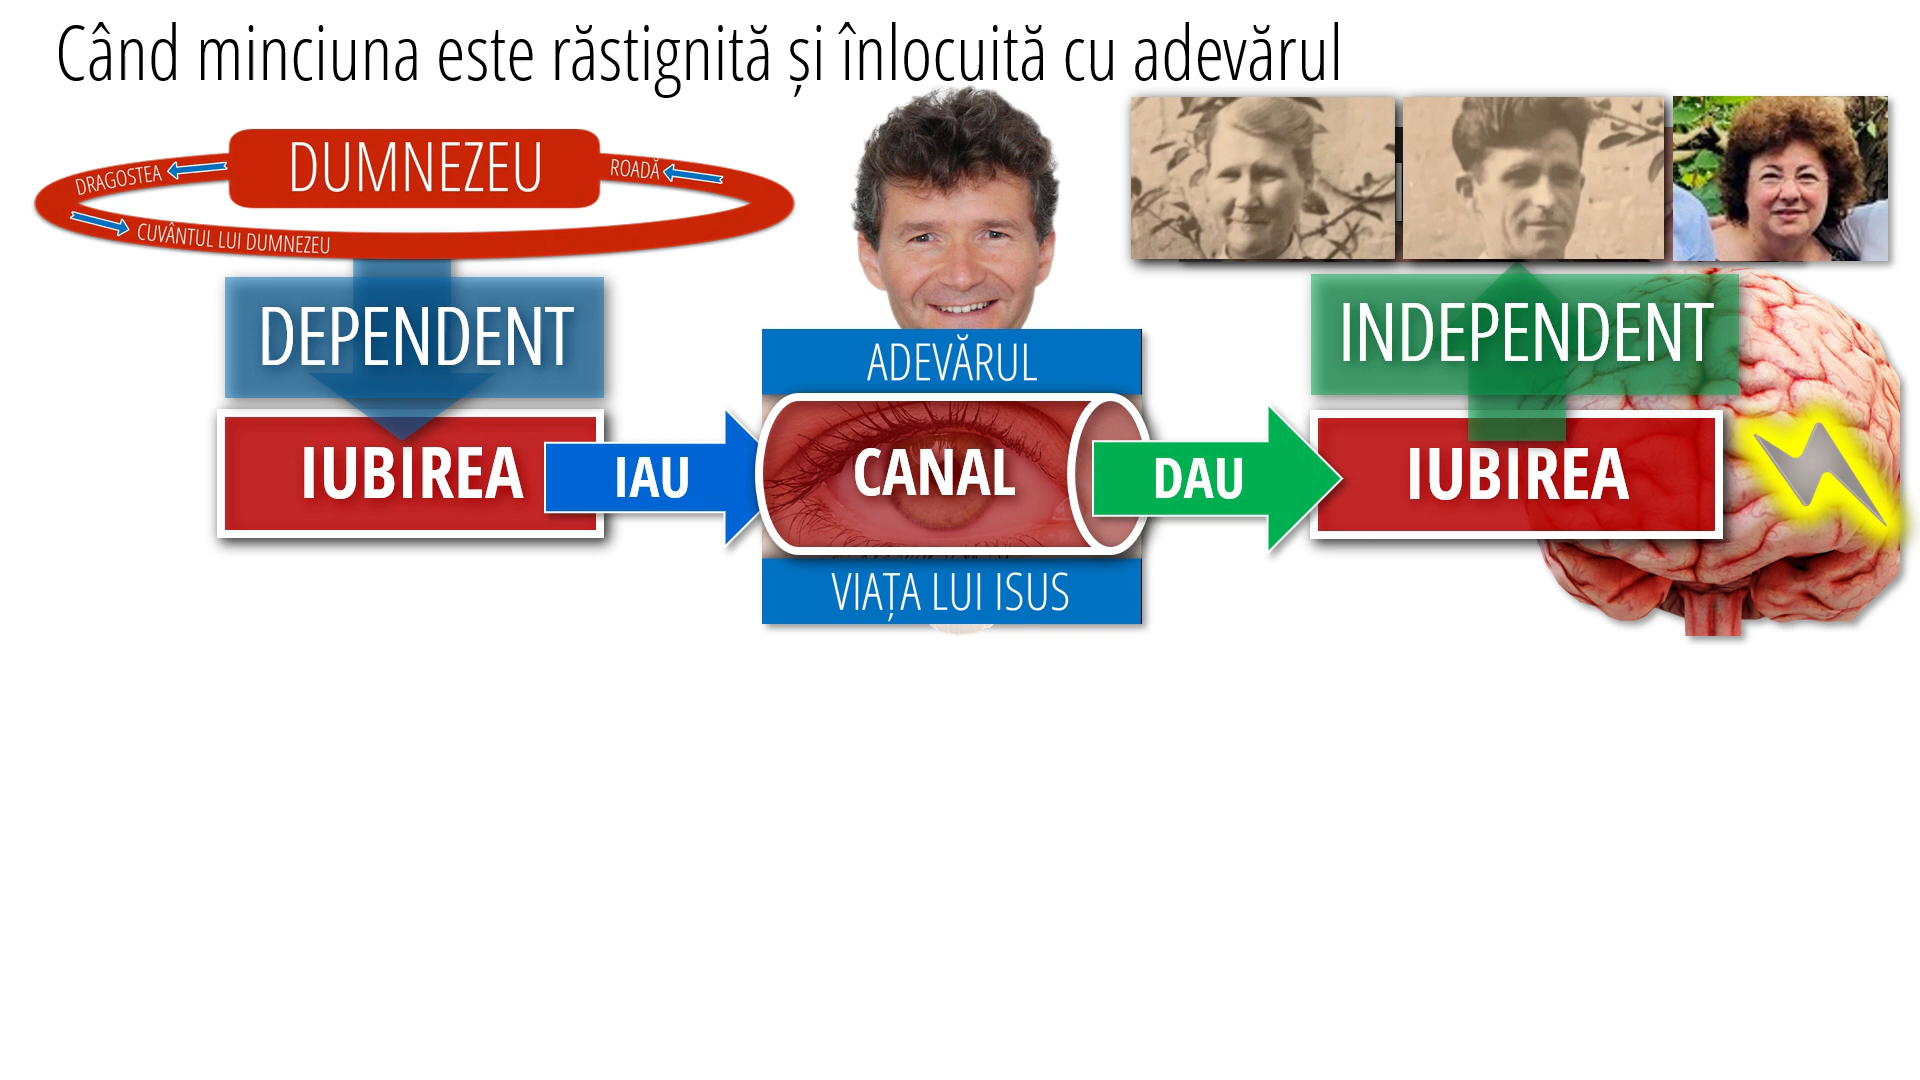 Când minciuna este răstignită și înlocuită cu adevărul
DUMNEZEU
DRAGOSTEA
ROADĂ
CUVÂNTUL LUI DUMNEZEU
DEPENDENT
INDEPENDENT
ADEVĂRUL
IUBIREA
IAU
CANAL
DAU
IUBIREA
VIAȚA LUI ISUS